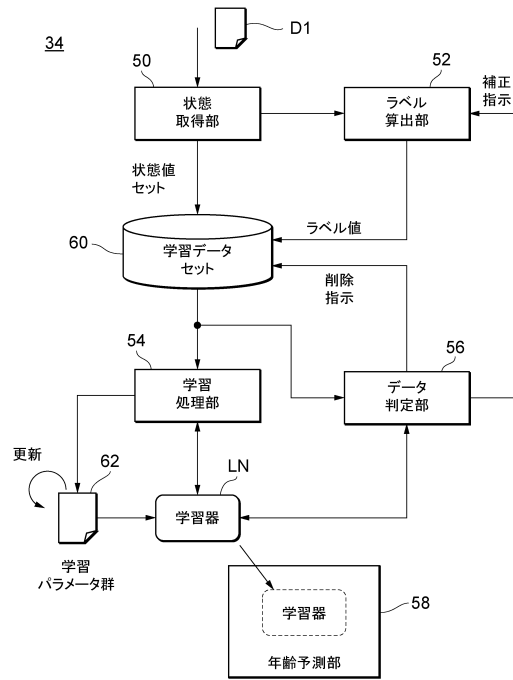 34
D1
50
52
状態
取得部
ラベル
算出部
補正
指示
状態値
セット
ラベル値
60
学習データ
セット
削除
指示
54
56
学習
処理部
データ
判定部
更新
62
LN
学習器
学習
パラメータ群
学習器
58
年齢予測部